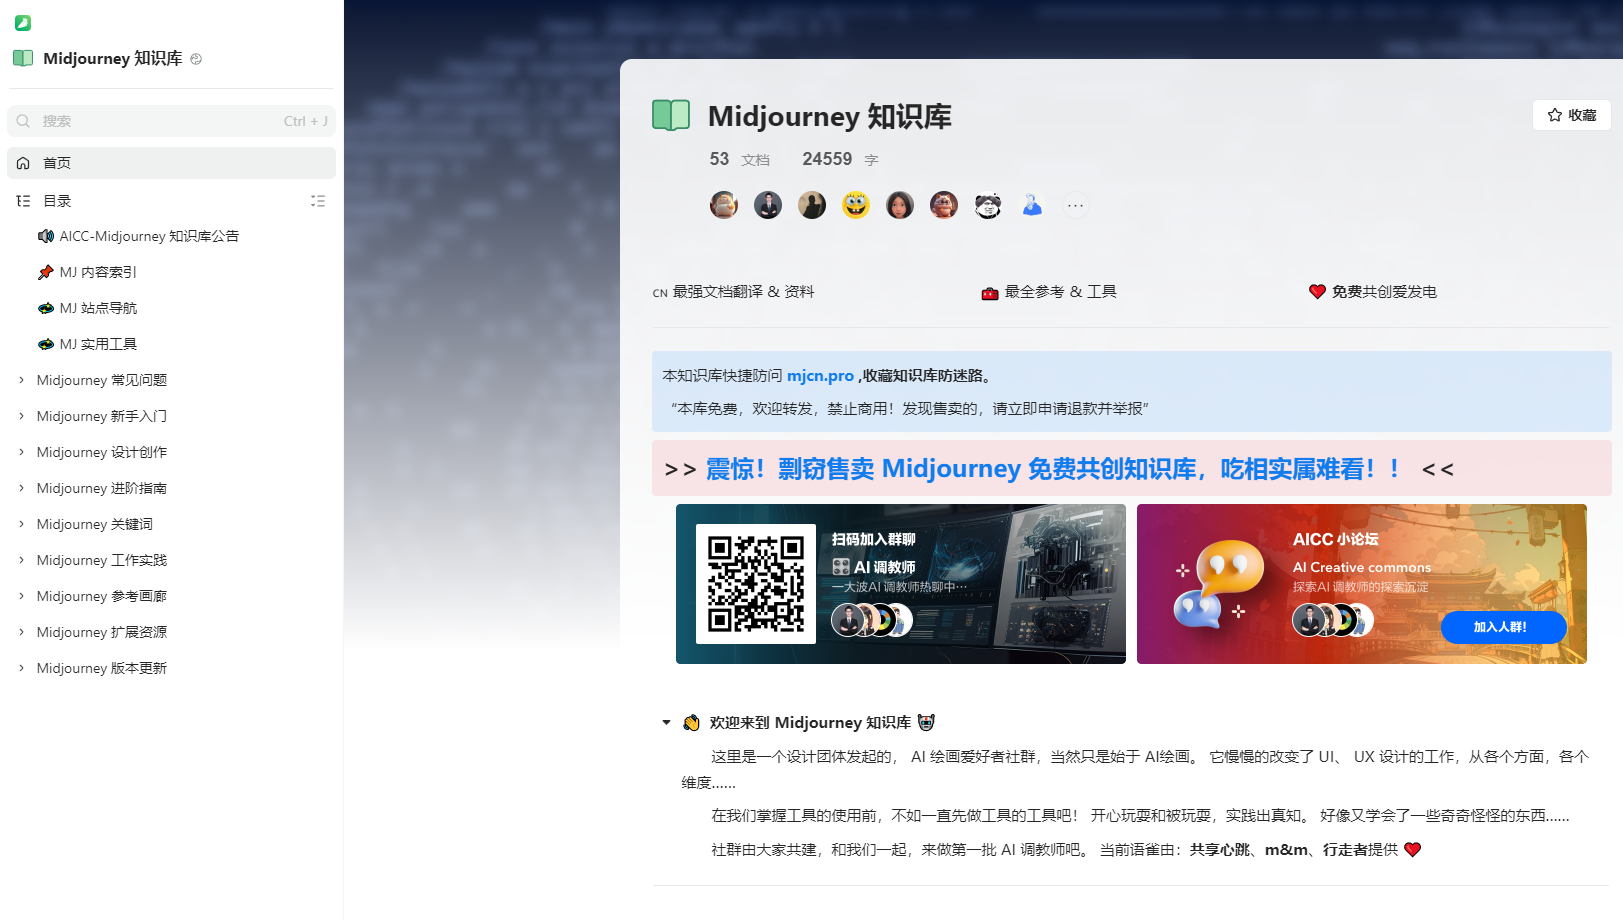 Midjourney 知识库
搜索
Ctrl + J
首页
目录
AICC-Midjourney 知识库公告
MJ 内容索引
MJ 站点导航
MJ 实用工具
Midjourney 常见问题
Midjourney 新手入门
Midjourney 设计创作
Midjourney 进阶指南
Midjourney 关键词
Midjourney 工作实践
Midjourney 参考画廊
Midjourney 扩展资源
Midjourney 版本更新
Midjourney 知识库
收藏
53 文档 24559 字
CN 最强文档翻译 & 资料
最全参考 & 工具
免费共创爱发电
本知识库快捷防问 mjcn.pro ,收藏知识库防迷路。
“本库免费，欢迎转发，禁止商用！发现售卖的，请立即申请退款并举报”
>> 震惊！剽窃售卖 Midjourney 免费共创知识库，吃相实属难看！！ <<
扫码加入群聊
AI 调教师
一大波AI 调教师热聊中···
AICC 小论坛
AI Creative commons
探索AI 调教师的探索沉淀
加入人群!
欢迎来到 Midjourney 知识库
这里是一个设计团体发起的， AI 绘画爱好者社群，当然只是始于 AI绘画。 它慢慢的改变了 UI、 UX 设计的工作，从各个方面，各个
维度......
在我们掌握工具的使用前，不如一直先做工具的工具吧！ 开心玩耍和被玩耍，实践出真知。 好像又学会了一些奇奇怪怪的东西......
社群由大家共建，和我们一起，来做第一批 AI 调教师吧。 当前语雀由：共享心跳、m&m、行走者提供